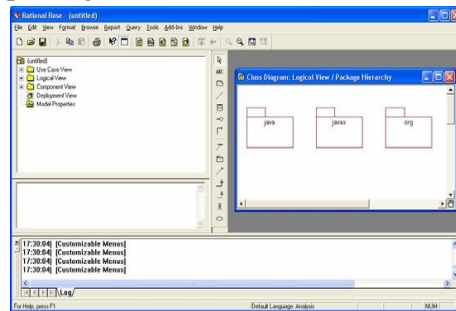 Rational Rose - (untitled)
File Edit View Format Browse Report Query Tools Add-Ins Window Help
(untitled)
Use Case View
Logical View
Component View
Deployment View
Model Properties
ABC
Class Diagram: Logical View / Package Hierarchy
java
javax
org
17:30:04| [Customizable Menus]
17:30:04| [Customizable Menus]
17:30:04| [Customizable Menus]
17:30:04| [Customizable Menus]
Log
For Help, press F1
Default Language: Analysis
NUM